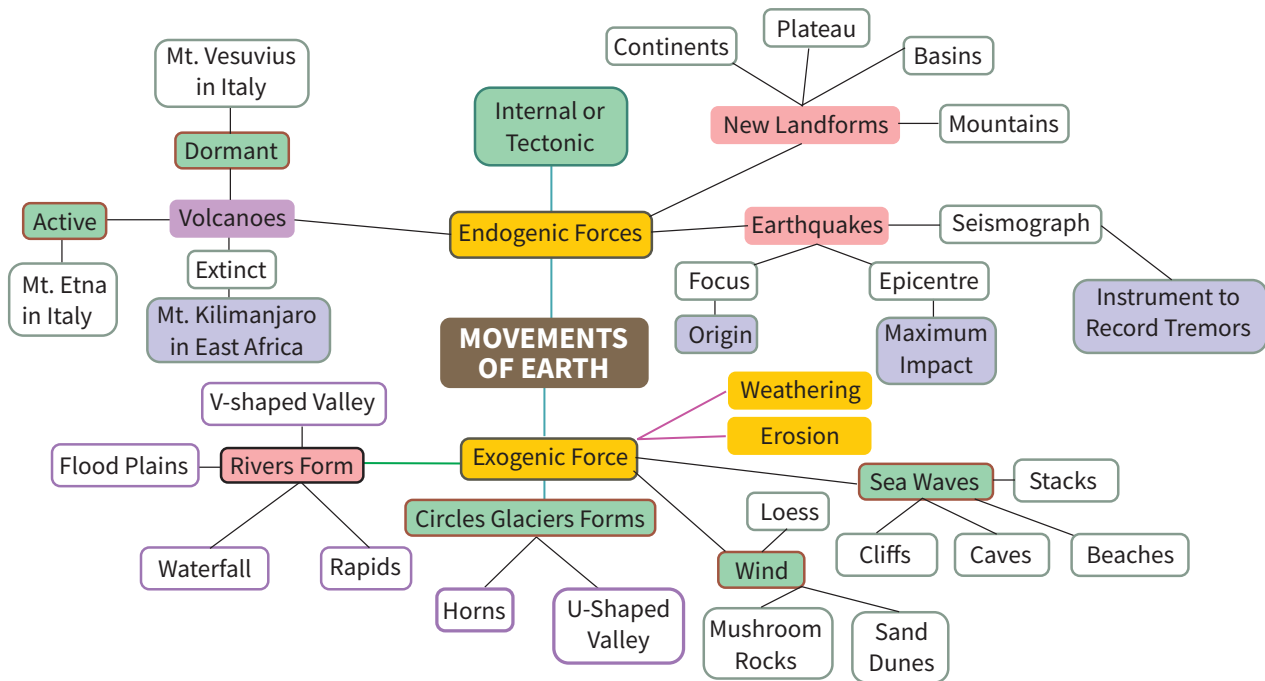 Continents
Plateau
Basins
Mt. Vesuvius
in Italy
Internal or
Tectonic
New Landforms
Mountains
Dormant
Active
Volcanoes
Endogenic Forces
Earthquakes
Seismograph
Extinct
Focus
Epicentre
Mt. Etna
in Italy
Mt. Kilimanjaro
in East Africa
Origin
Maximum
Impact
Instrument to
Record Tremors
MOVEMENTS
OF EARTH
V-shaped Valley
Weathering
Erosion
Flood Plains
Rivers Form
Exogenic Force
Sea Waves
Stacks
Circles Glaciers Forms
Loess
Cliffs
Caves
Beaches
Waterfall
Rapids
Wind
Horns
U-Shaped
Valley
Mushroom
Rocks
Sand
Dunes